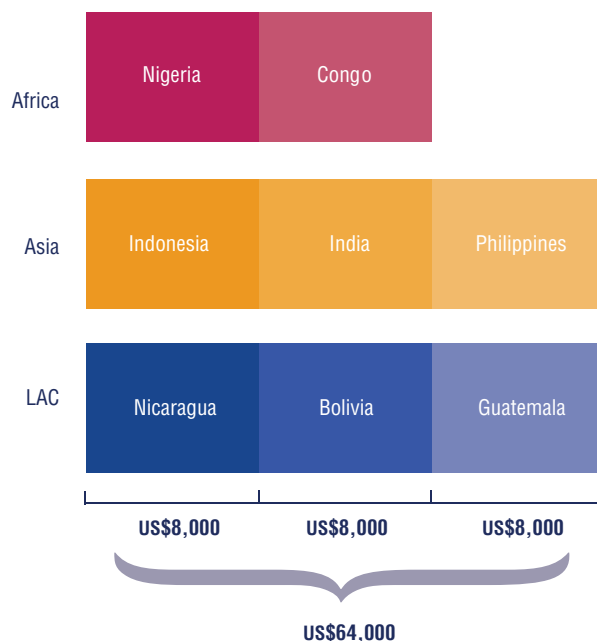 Africa
Nigeria
Congo
Asia
Indonesia
India
Philippines
LAC
Nicaragua
Bolivia
Guatemala
US$8,000
US$8,000
US$8,000
US$64,000